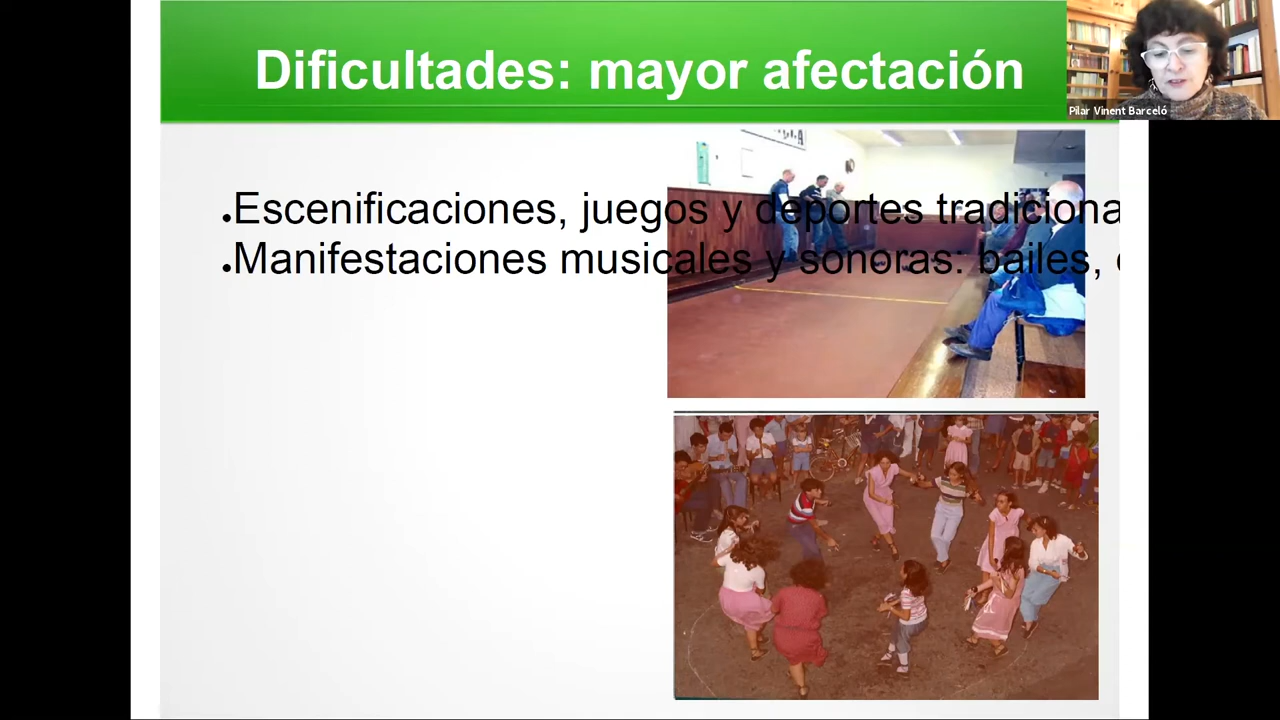 Dificultades: mayor afectación
Pilar Vinent Barceló
.Escenificaciones, juegos y deportes tradiciona
.Manifestaciones musicales y sonoras: bailes,